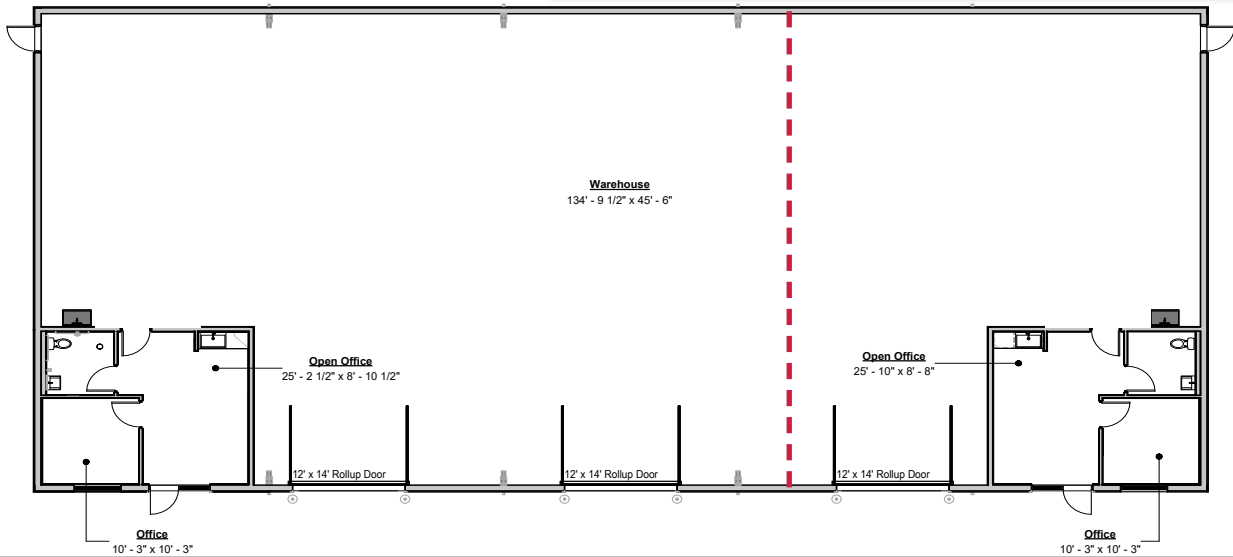 Warehouse
134' - 9 1/2" x 45' - 6"
Open Office
25' - 2 1/2" x 8' - 10 1/2"
Open Office
25' - 10" x 8' - 8"
12' x 14' Rollup Door
12' x 14' Rollup Door
12' x 14' Rollup Door
Office
10' - 3" x 10' - 3"
Office
10' - 3" x 10' - 3"